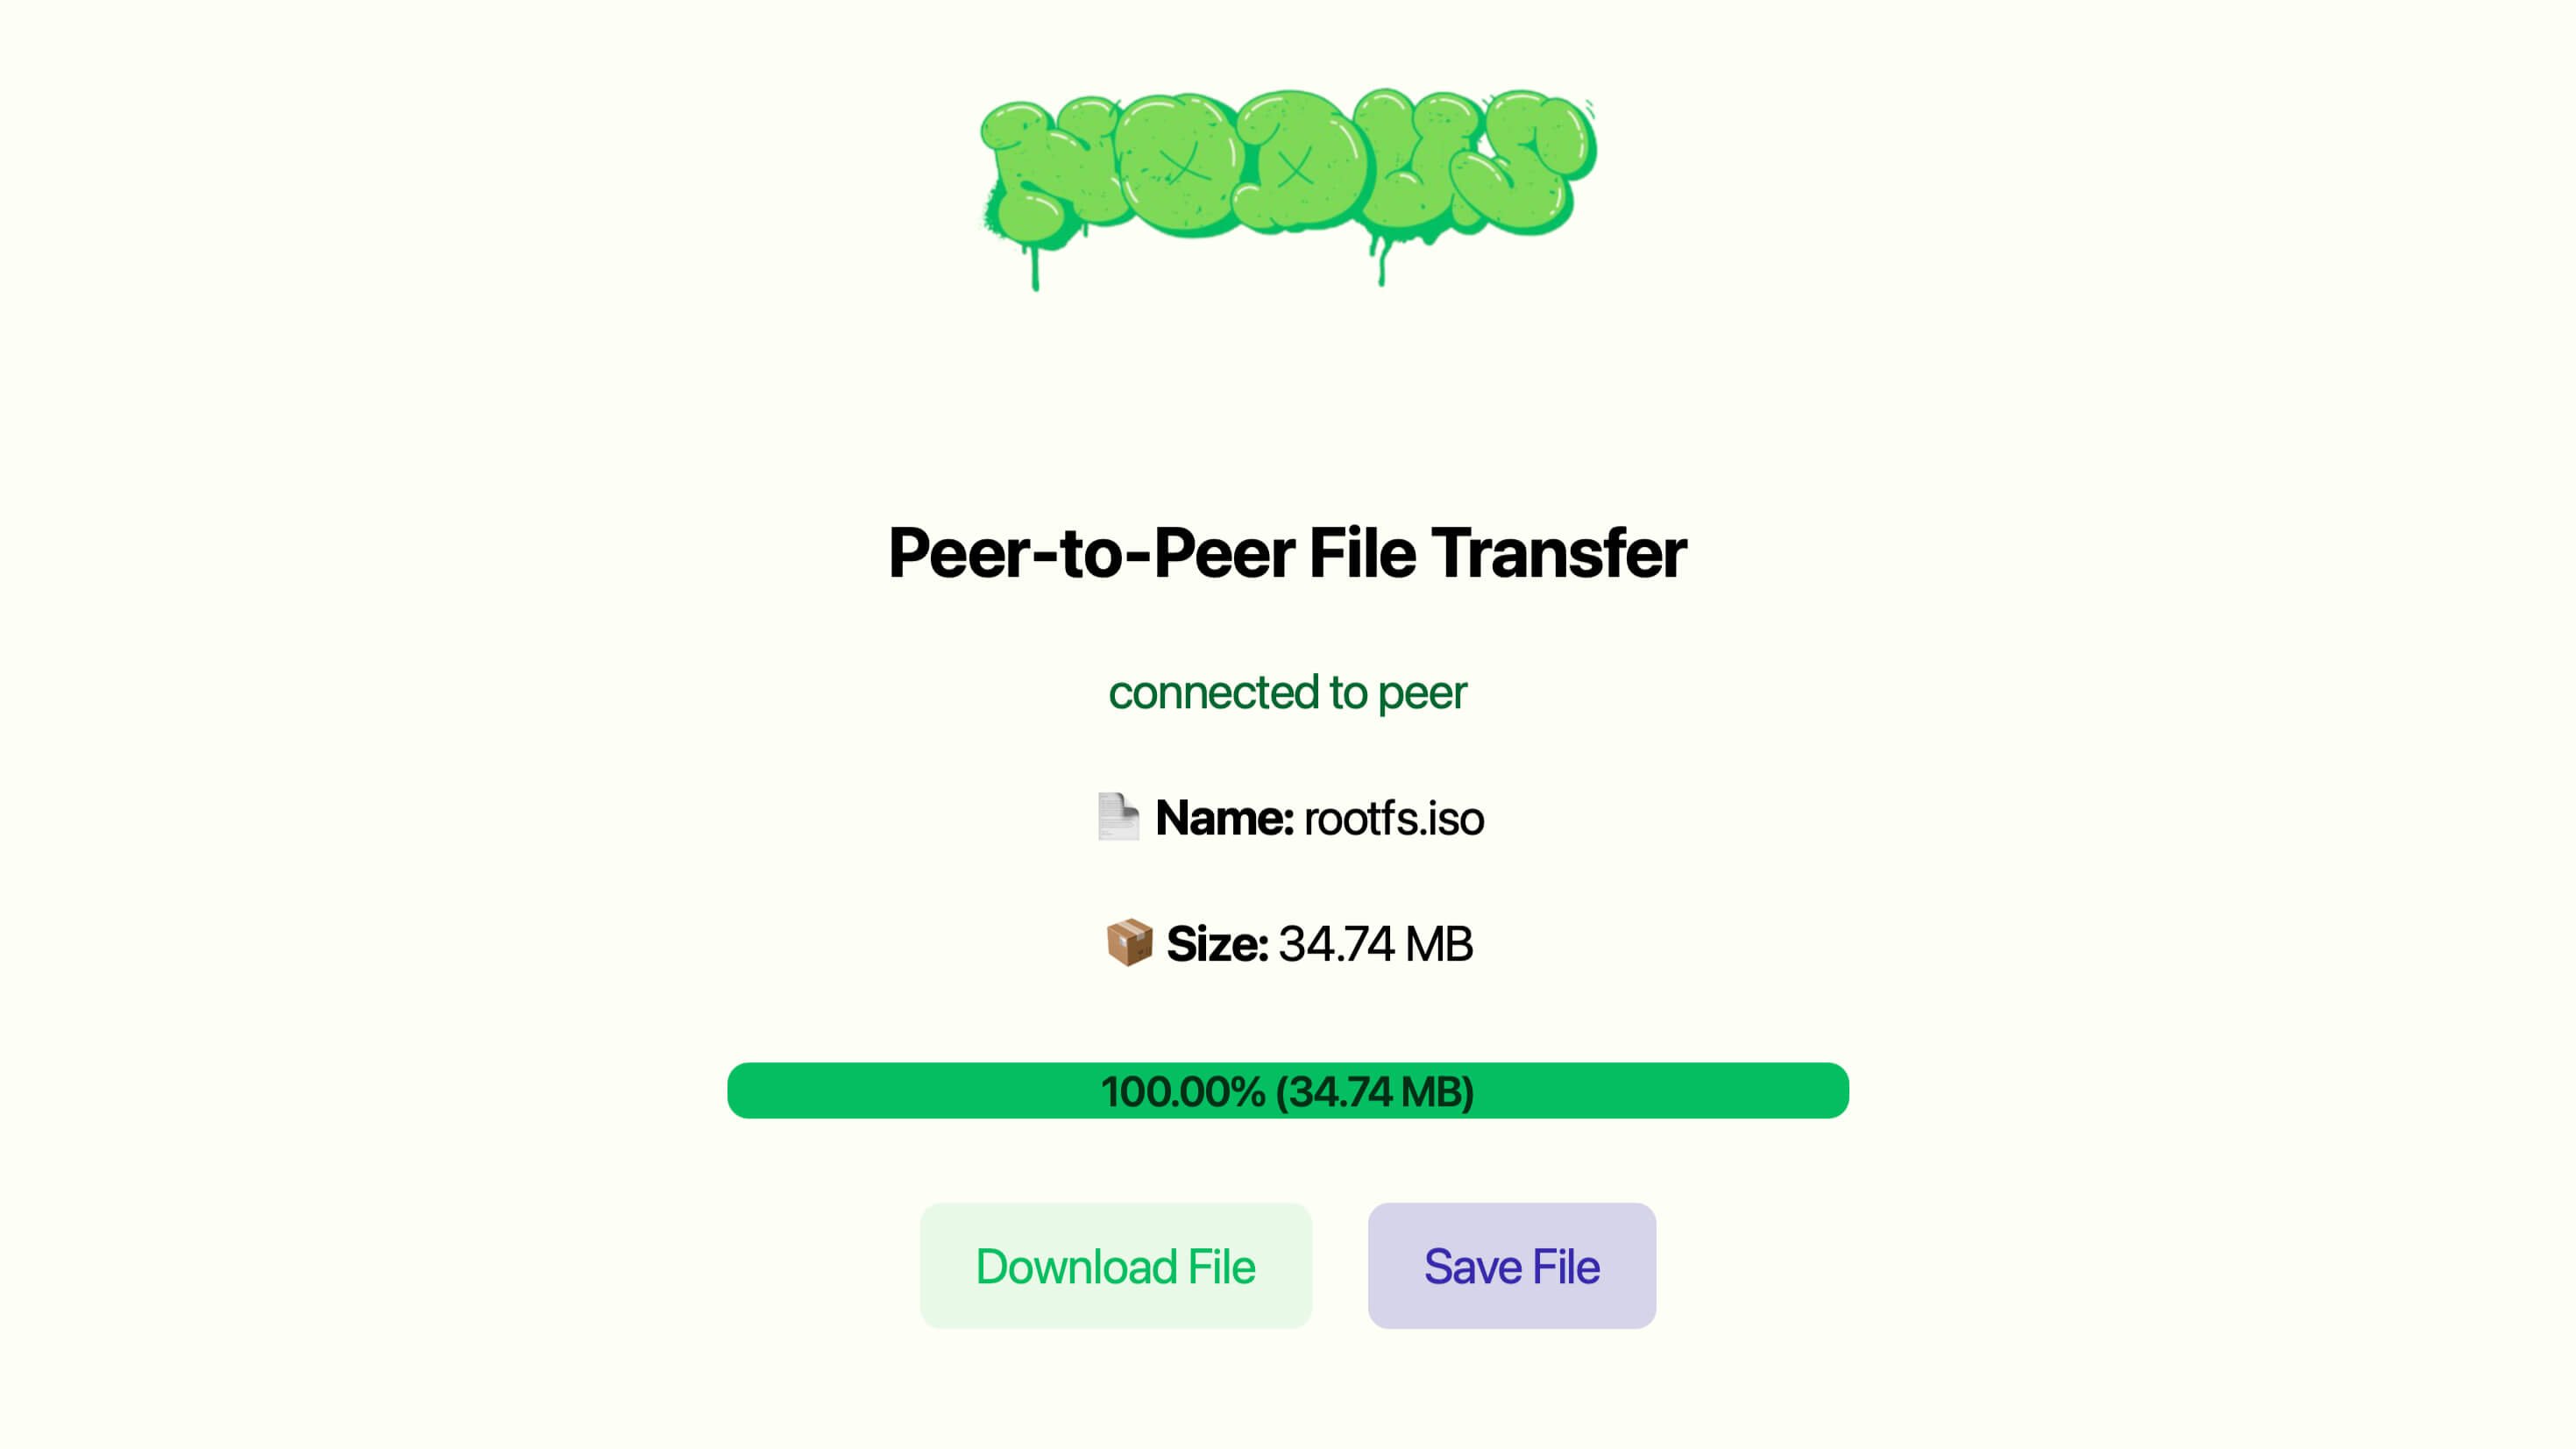 NODUS
Peer-to-Peer File Transfer
connected to peer
Name: rootfs.iso
Size: 34.74 MB
100.00% (34.74 MB)
Download File
Save File